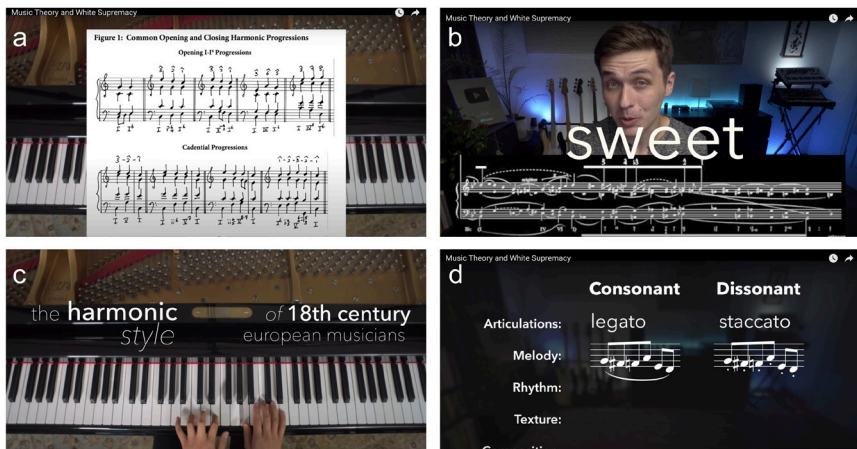 Music Theory and White Supremacy
a
Figure 1: Common Opening and Closing Harmonic Progressions
Opening I-I⁶ Progressions
Cadential Progressions
Music Theory and White Supremacy
b
sweet
c
the harmonic style
of 18th century european musicians
Music Theory and White Supremacy
d
Consonant Dissonant
Articulations: legato staccato
Melody:
Rhythm:
Texture: